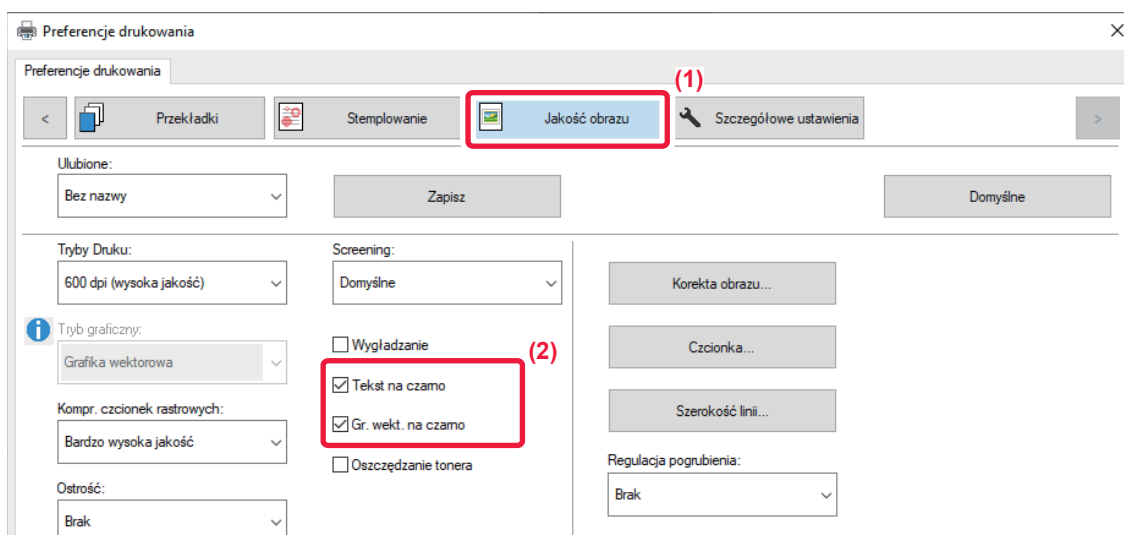 Preferencje drukowania
Preferencje drukowania
(1)
< Przekładki Stemplowanie Jakość obrazu Szczegółowe ustawienia >
Ulubione:
Bez nazwy Zapisz Domyślne
Tryby Druku: Screening:
600 dpi (wysoka jakość) Domyślne Korekta obrazu...
Tryb graficzny:
Wygładzanie (2) Czcionka...
Grafika wektorowa
Tekst na czarno
Kompr. czcionek rastrowych: Szerokość linii...
Gr. wekt. na czarno
Bardzo wysoka jakość
Oszczędzanie tonera Regulacja pogrubienia:
Ostrość:
Brak
Brak